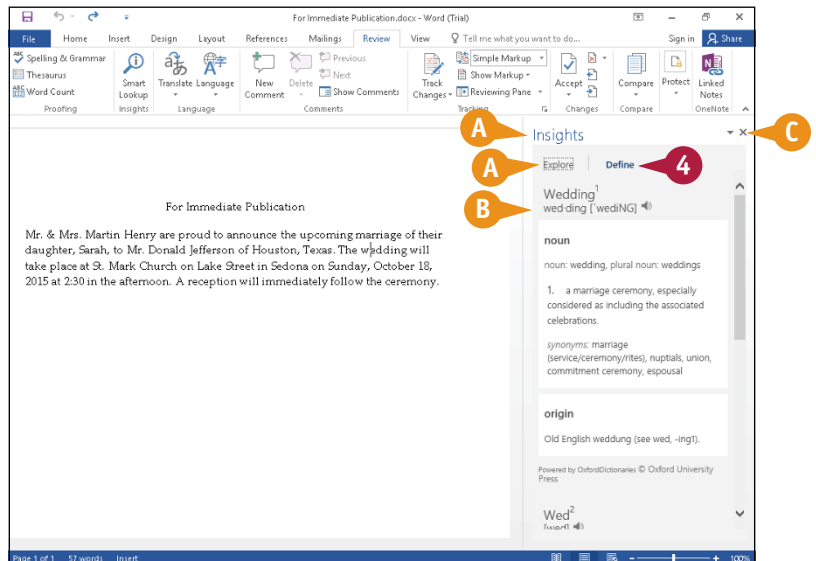 For Immediate Publication.docx - Word (Trial)
File Home Insert Design Layout References Mailings Review View Tell me what you want to do... Sign in Share
ABC Spelling & Grammar
Thesaurus
ABC 123 Word Count
Proofing
Smart Lookup
Insights
Translate Language
Language
New Comment
Delete
Previous
Next
Show Comments
Comments
Track Changes
Simple Markup
Show Markup
Reviewing Pane
Tracking
Accept
Changes
Compare
Compare
Protect
Linked Notes
OneNote
For Immediate Publication
Mr. & Mrs. Martin Henry are proud to announce the upcoming marriage of their
daughter, Sarah, to Mr. Donald Jefferson of Houston, Texas. The wedding will
take place at St. Mark Church on Lake Street in Sedona on Sunday, October 18,
2015 at 2:30 in the afternoon. A reception will immediately follow the ceremony.
A Insights C
A Explore Define 4
Wedding1
B wed·ding [ˈwediNG]
noun
noun: wedding, plural noun: weddings
1. a marriage ceremony, especially
considered as including the associated
celebrations.
synonyms: marriage
(service/ceremony/rites), nuptials, union,
commitment ceremony, espousal
origin
Old English weddung (see wed, -ing1).
Powered by OxfordDictionaries © Oxford University
Press
Wed2
[wed]
Page 1 of 1 57 words Insert 100%